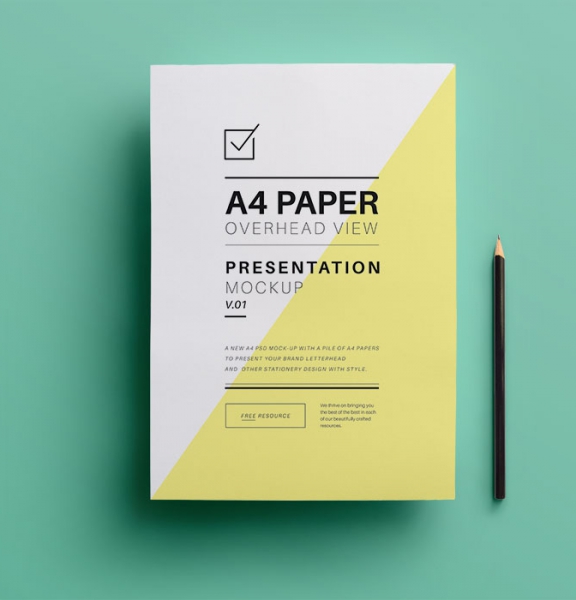 A4 PAPER
OVERHEAD VIEW
PRESENTATION
MOCKUP
V.01
A NEW A4 PSD MOCK-UP WITH A PILE OF A4 PAPERS
TO PRESENT YOUR BRAND LETTERHEAD
AND OTHER STATIONERY DESIGN WITH STYLE.
FREE RESOURCE
We thrive on bringing you
the best of the best in each
of our beautifully crafted
resources.